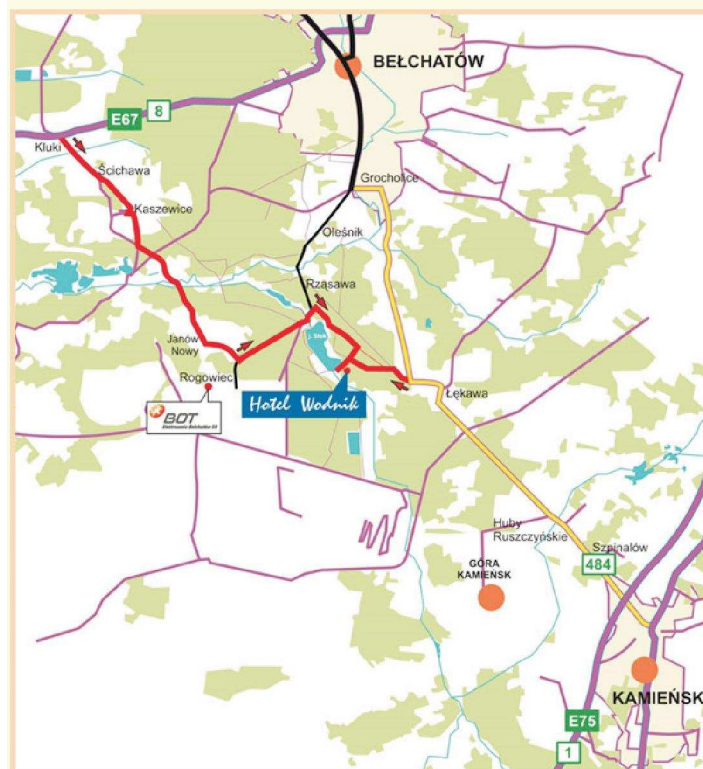 BEŁCHATÓW
8
E67
Kluki
Ścichawa
Kaszewice
Grocholice
Oleśnik
Rząsawa
Janów
Nowy
Rogowiec
BOT
Hotel Wodnik
Łękawa
Huby
Ruszczyńskie
Szpinalów
484
GÓRA
KAMIEŃSK
KAMIEŃSK
E75
1